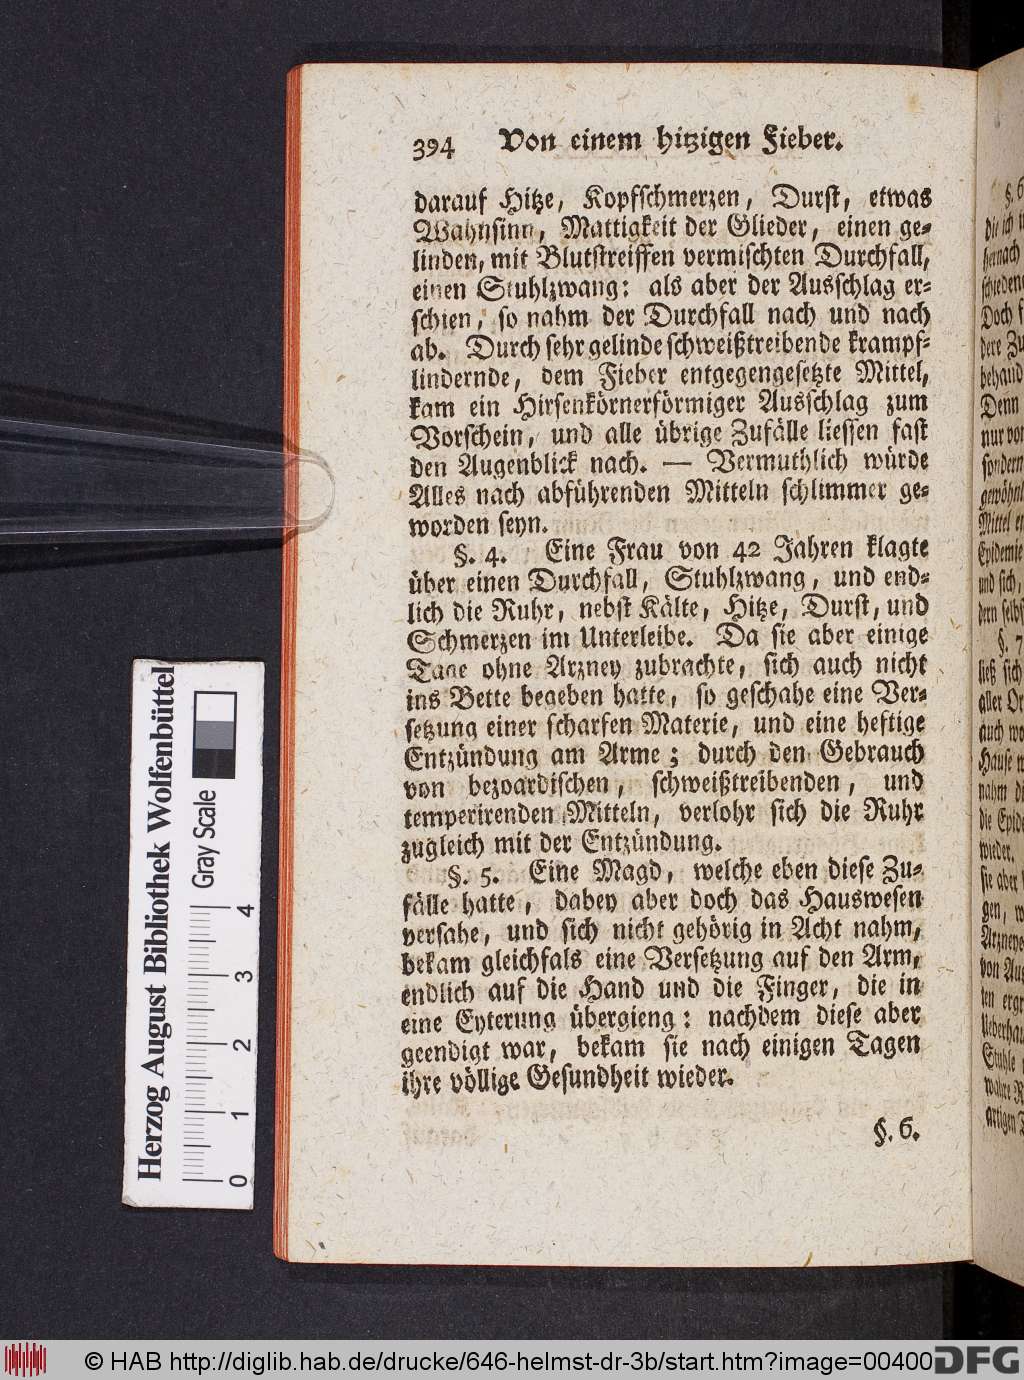 394 Von einem hitzigen Fieber.
darauf Hitze, Kopfschmerzen, Durst, etwas
Wahnsinn, Mattigkeit der Glieder, einen ge-
linden, mit Blutstreiffen vermischten Durchfall,
einen Stuhlzwang: als aber der Ausschlag er-
schien, so nahm der Durchfall nach und nach
ab. Durch sehr gelinde schweißtreibende krampf-
lindernde, dem Fieber entgegengesetzte Mittel,
kam ein Hirsenkörnerförmiger Ausschlag zum
Vorschein, und alle übrige Zufälle liessen fast
den Augenblick nach. — Vermuthlich würde
Alles nach abführenden Mitteln schlimmer ge-
worden seyn.
§. 4. Eine Frau von 42 Jahren klagte
über einen Durchfall, Stuhlzwang, und end-
lich die Ruhr, nebst Kälte, Hitze, Durst, und
Schmerzen im Unterleibe. Da sie aber einige
Tage ohne Arzney zubrachte, sich auch nicht
ins Bette begeben hatte, so geschahe eine Ver-
setzung einer scharfen Materie, und eine heftige
Entzündung am Arme; durch den Gebrauch
von bezoardischen, schweißtreibenden, und
temperirenden Mitteln, verlohr sich die Ruhr
zugleich mit der Entzündung.
§. 5. Eine Magd, welche eben diese Zu-
fälle hatte, dabey aber doch das Hauswesen
versahe, und sich nicht gehörig in Acht nahm,
bekam gleichfals eine Versetzung auf den Arm,
endlich auf die Hand und die Finger, die in
eine Eyterung übergieng: nachdem diese aber
geendigt war, bekam sie nach einigen Tagen
ihre völlige Gesundheit wieder.
§. 6.
Herzog August Bibliothek Wolfenbüttel
Gray Scale
0 1 2 3 4
© HAB http://diglib.hab.de/drucke/646-helmst-dr-3b/start.htm?image=00400
DFG